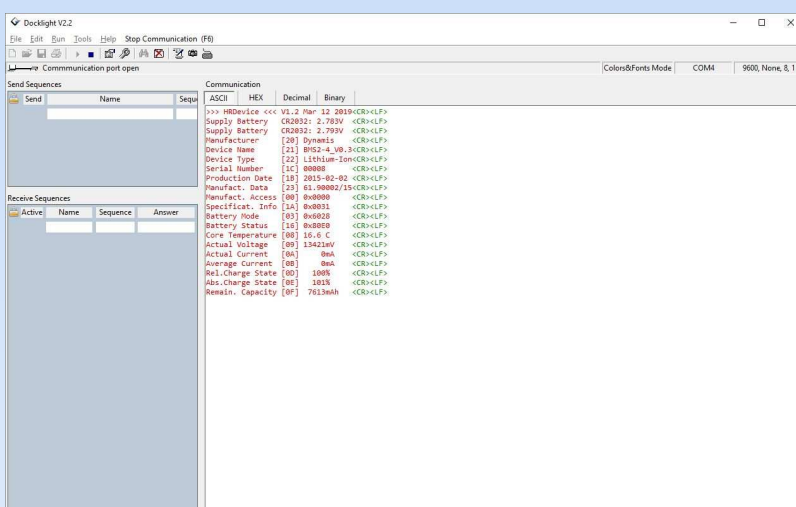 Docklight V2.2
File Edit Run Tools Help Stop Communication (F6)
Commmunication port open
Colors&Fonts Mode COM4 9600, None, 8, 1
Send Sequences
Send Name Seque
Receive Sequences
Active Name Sequence Answer
Communication
ASCII HEX Decimal Binary
>>> HRDevice <<< V1.2 Mar 12 2019<CR><LF>
Supply Battery CR2032: 2.783V <CR><LF>
Supply Battery CR2032: 2.793V <CR><LF>
Manufacturer [20] Dynamis <CR><LF>
Device Name [21] BMS2-4_V0.3<CR><LF>
Device Type [22] Lithium-Ion<CR><LF>
Serial Number [1C] 00008 <CR><LF>
Production Date [1B] 2015-02-02 <CR><LF>
Manufact. Data [23] 61.90002/15<CR><LF>
Manufact. Access [00] 0x0000 <CR><LF>
Specificat. Info [1A] 0x0031 <CR><LF>
Battery Mode [03] 0x6028 <CR><LF>
Battery Status [16] 0x80E0 <CR><LF>
Core Temperature [08] 16.6 C <CR><LF>
Actual Voltage [09] 13421mV <CR><LF>
Actual Current [0A] 0mA <CR><LF>
Average Current [0B] 0mA <CR><LF>
Rel.Charge State [0D] 100% <CR><LF>
Abs.Charge State [0E] 101% <CR><LF>
Remain. Capacity [0F] 7613mAh <CR><LF>